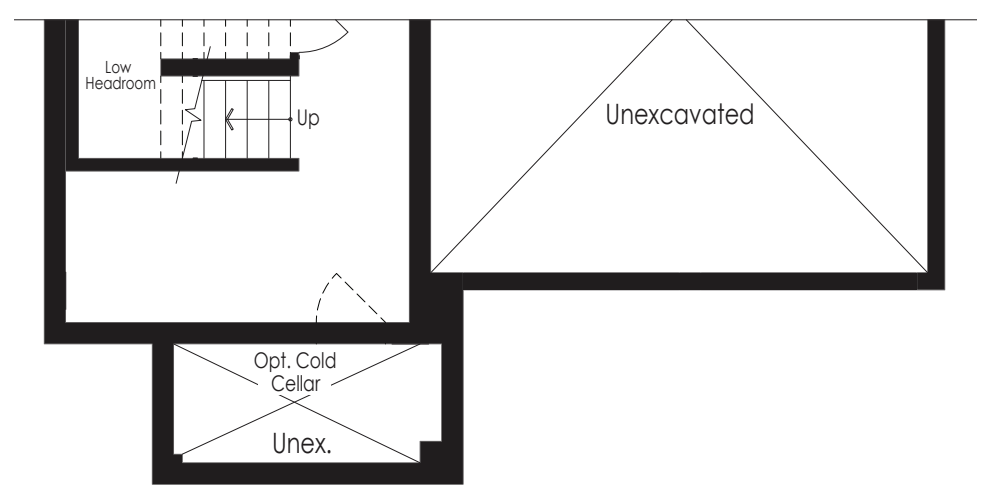 Low
Headroom
Up
Unexcavated
Opt. Cold
Cellar
Unex.